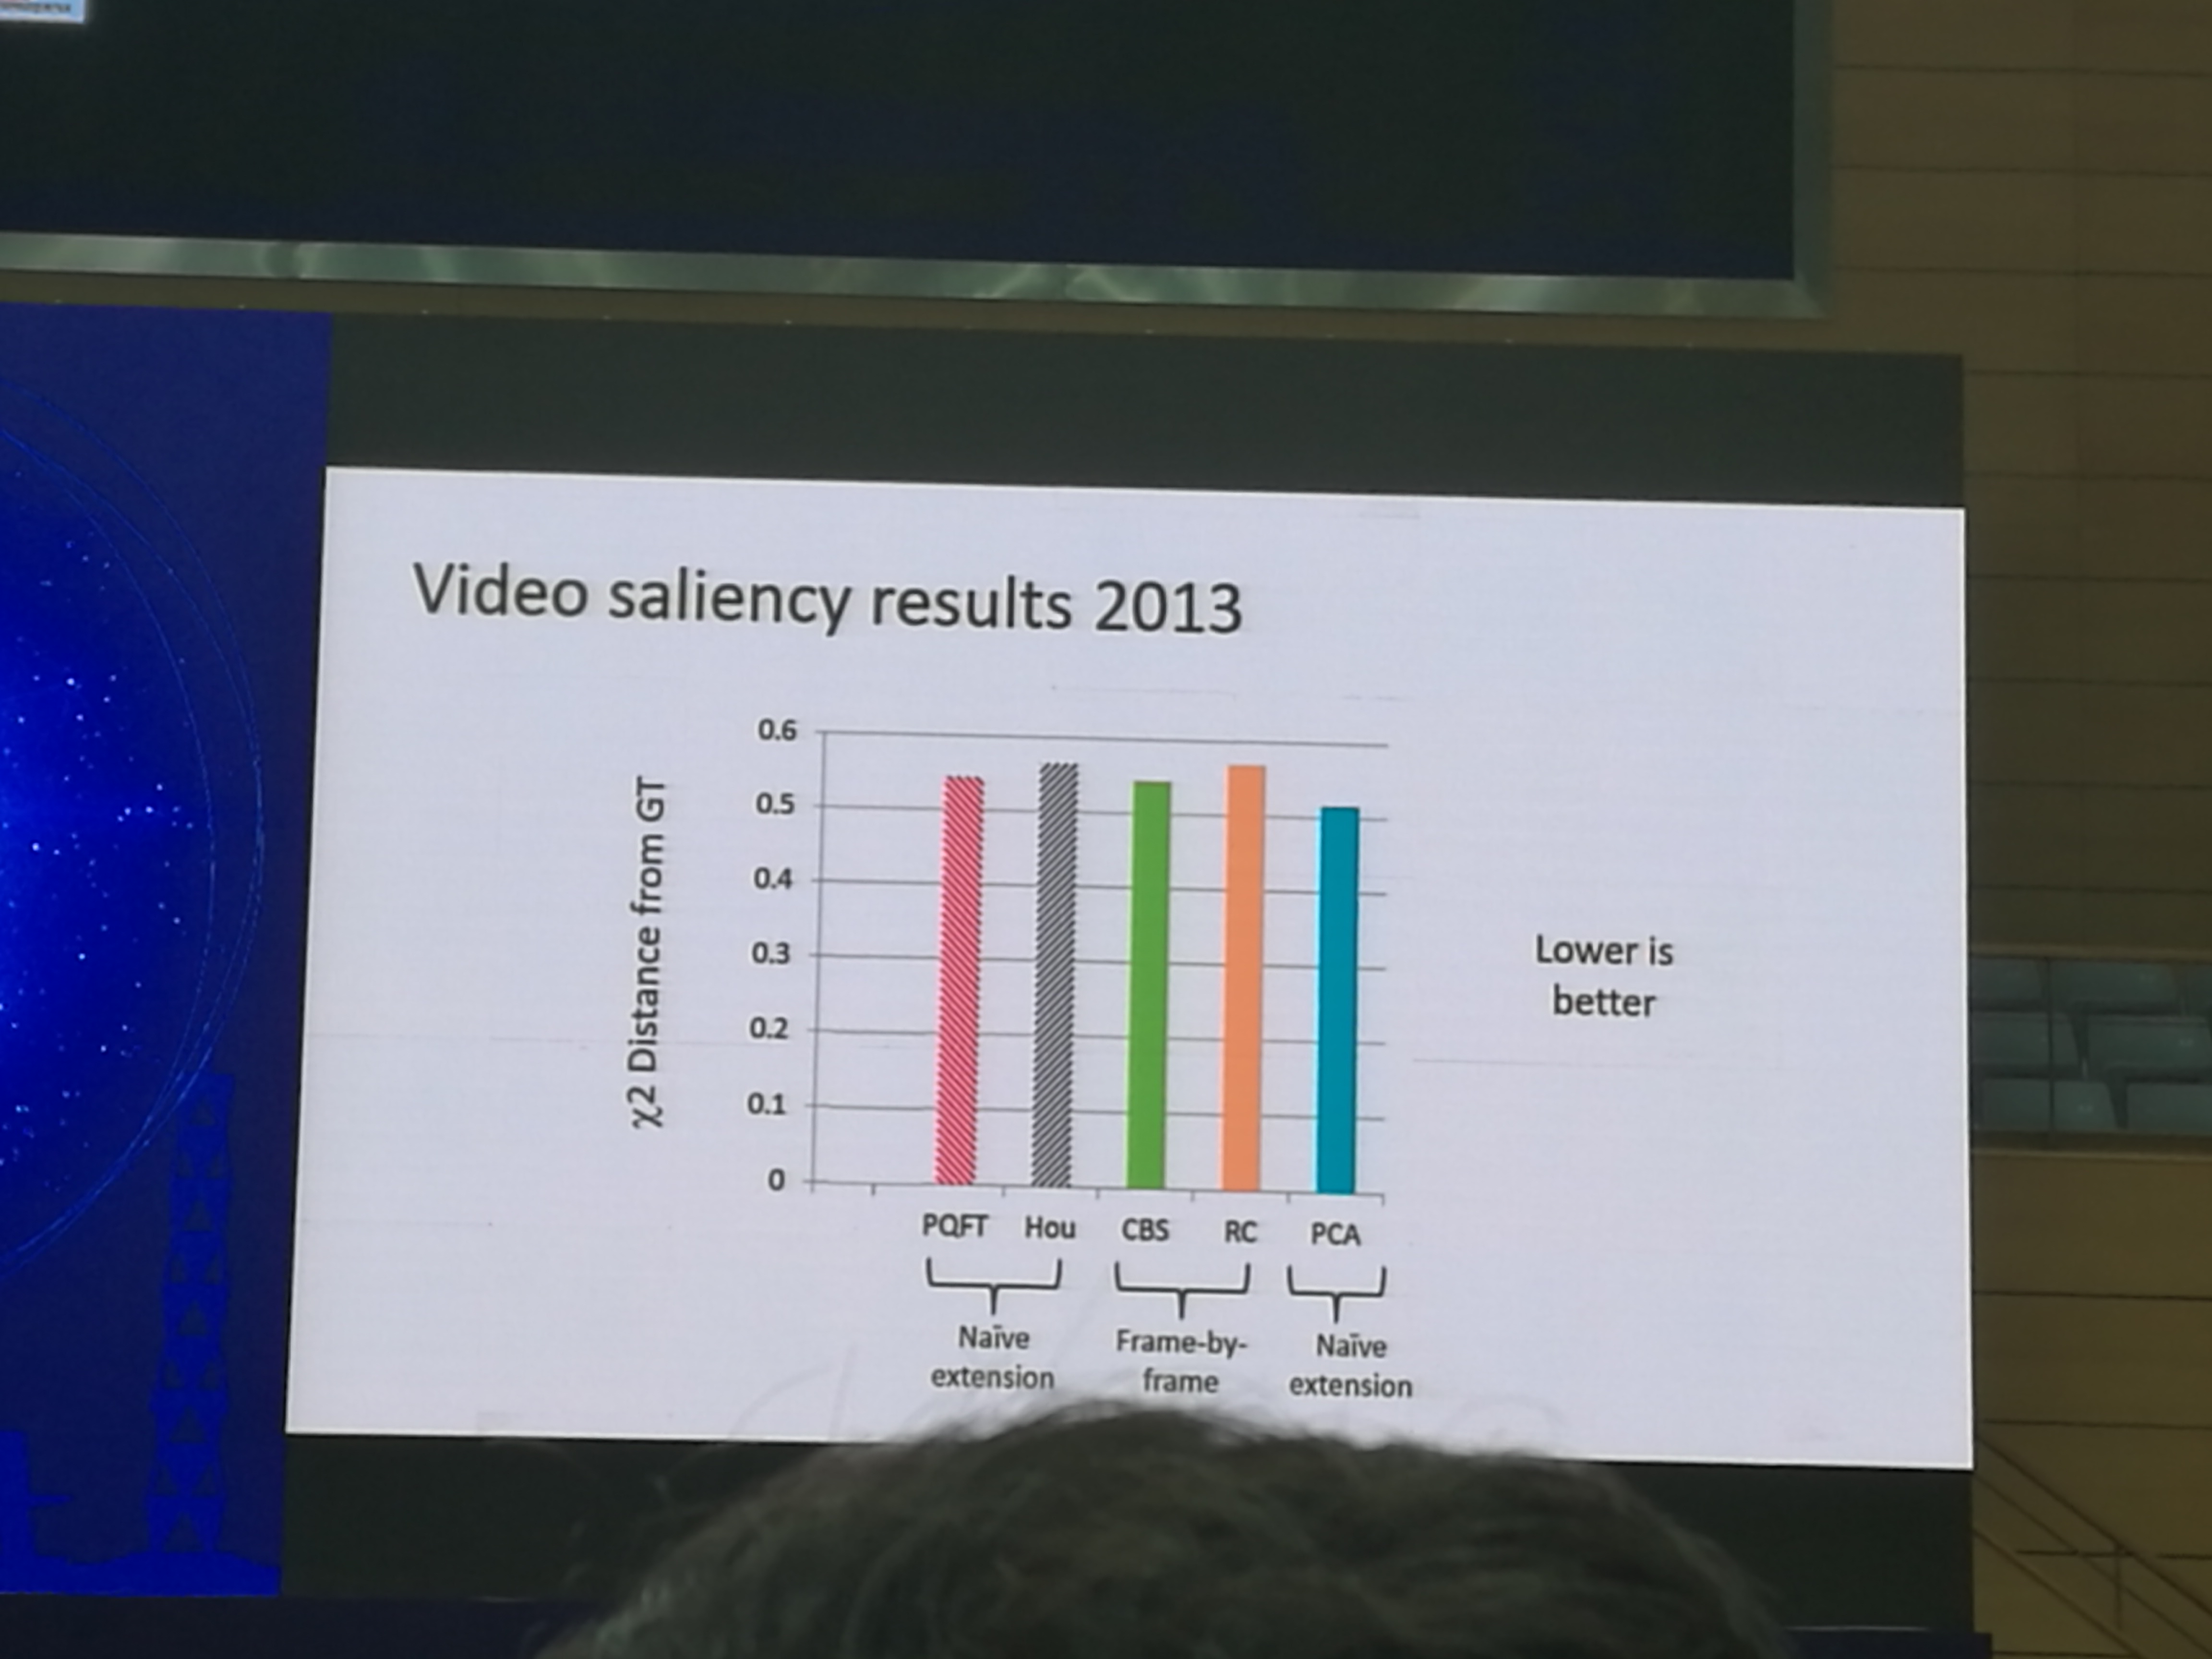 Video saliency results 2013
χ2 Distance from GT
0.6
0.5
0.4
0.3
0.2
0.1
0
PQFT Hou CBS RC PCA
Naïve
extension
Frame-by-
frame
Naïve
extension
Lower is
better